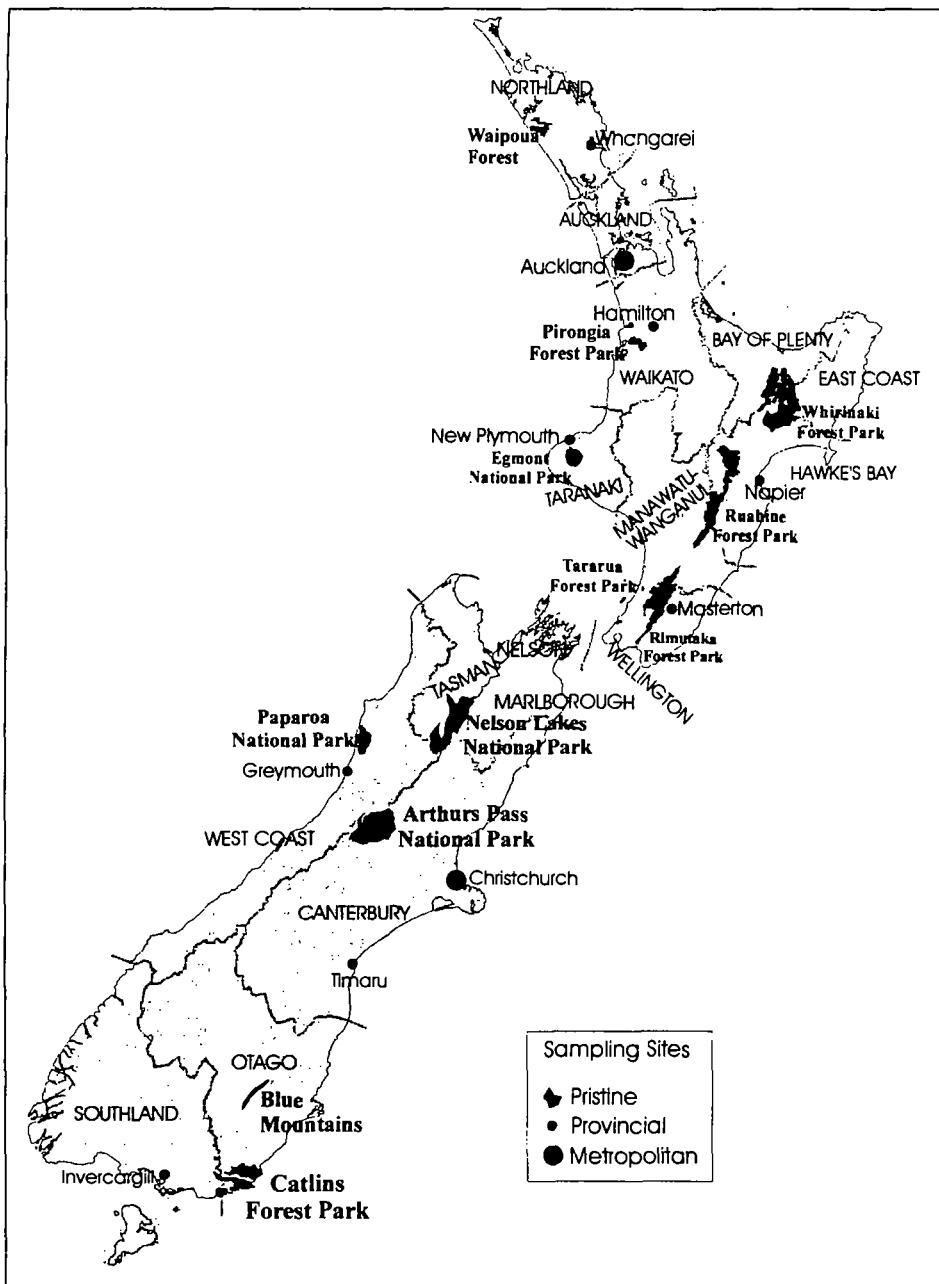 NORTHLAND
Waipoua
Forest
Whangarei
AUCKLAND
Auckland
Hamilton
Pirongia
Forest Park
BAY OF PLENTY
WAIKATO
EAST COAST
Whirinaki
Forest Park
New Plymouth
Egmont
National Park
TARANAKI
MANAWATU-
WANGANUI
HAWKE'S BAY
Napier
Ruahine
Forest Park
Tararua
Forest Park
Masterton
Rimutaka
Forest Park
WELLINGTON
NELSON
TASMAN
MARLBOROUGH
Paparoa
National Park
Nelson Lakes
National Park
Greymouth
Arthurs Pass
National Park
WEST COAST
Christchurch
CANTERBURY
Timaru
OTAGO
Blue
Mountains
SOUTHLAND
Invercargill
Catlins
Forest Park
Sampling Sites
Pristine
Provincial
Metropolitan